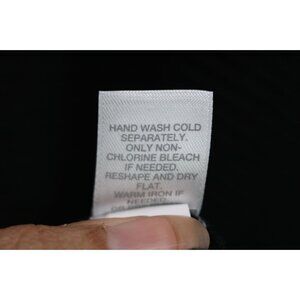 HAND WASH COLD
SEPARATELY.
ONLY NON-
CHLORINE BLEACH
IF NEEDED.
RESHAPE AND DRY
FLAT.
WARM IRON IF
NEEDED